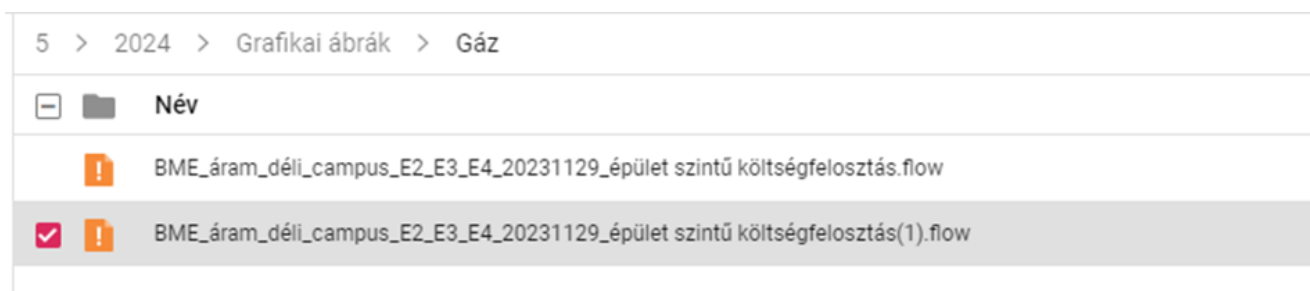 5 > 2024 > Grafikai ábrák > Gáz
Név
BME_áram_déli_campus_E2_E3_E4_20231129_épület szintű költségfelosztás.flow
BME_áram_déli_campus_E2_E3_E4_20231129_épület szintű költségfelosztás(1).flow